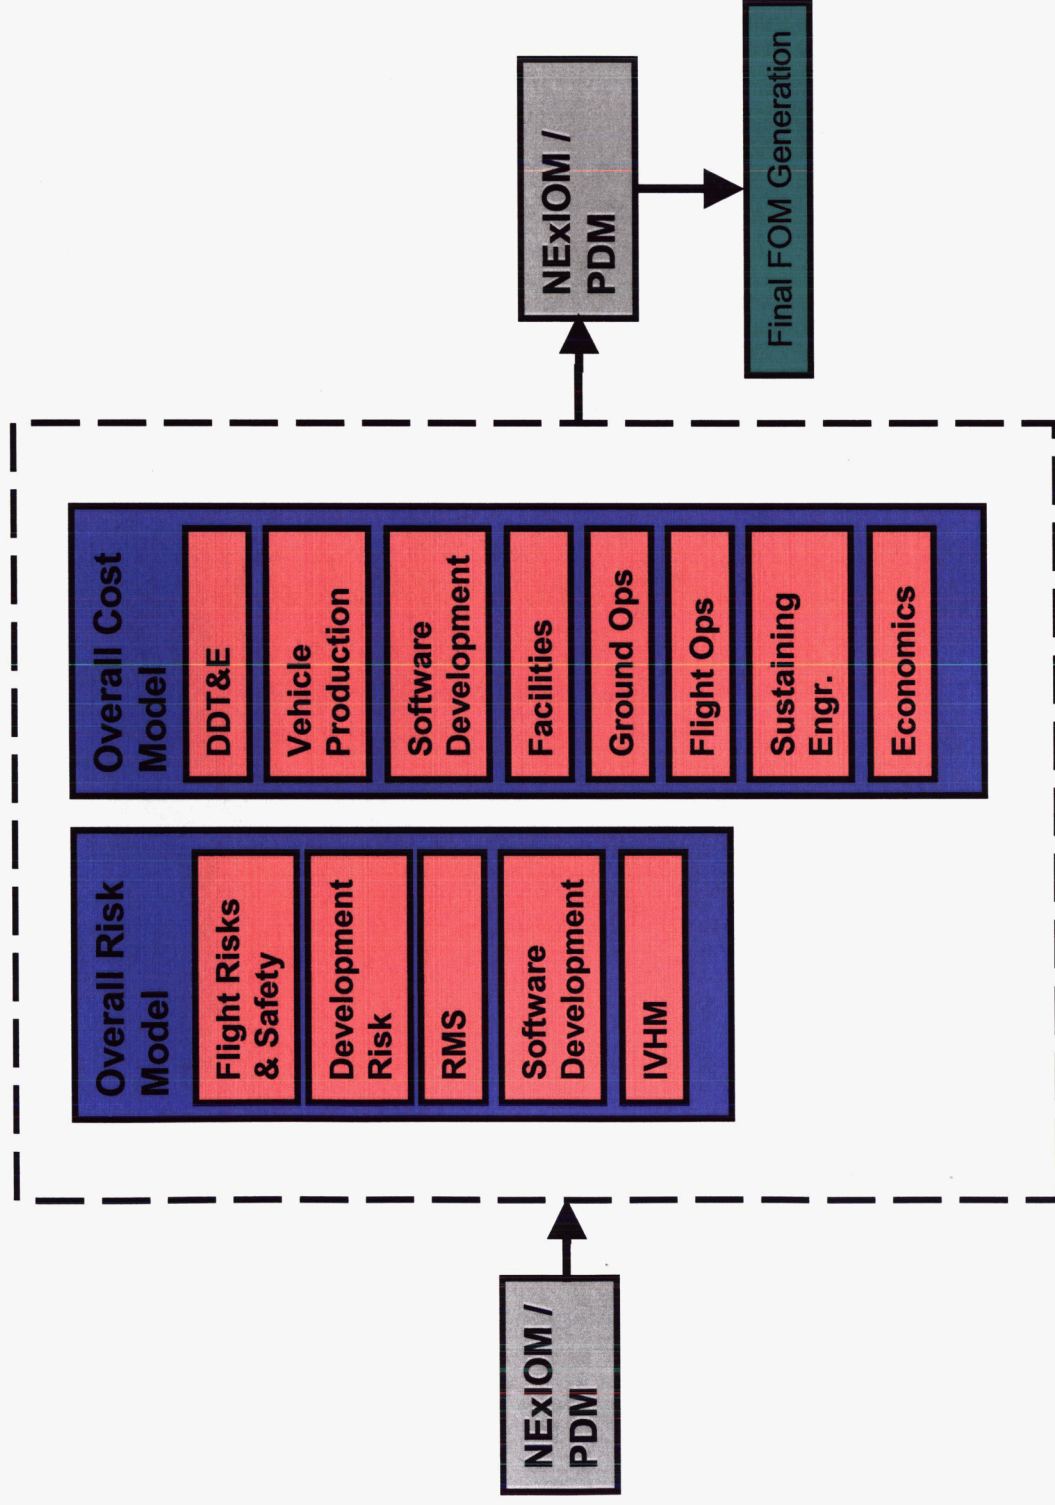 NExIOM /
PDM
Overall Risk
Model
Flight Risks
& Safety
Development
Risk
RMS
Software
Development
IVHM
Overall Cost
Model
DDT&E
Vehicle
Production
Software
Development
Facilities
Ground Ops
Flight Ops
Sustaining
Engr.
Economics
NExIOM /
PDM
Final FOM Generation